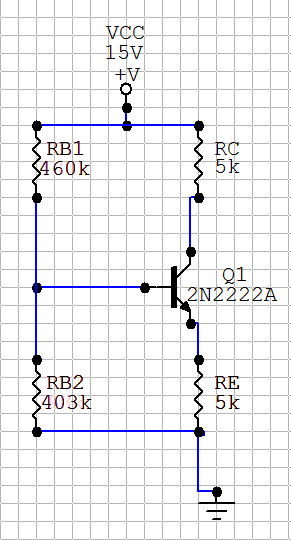 VCC
15V
+V
RB1
460k
RC
5k
Q1
2N2222A
RB2
403k
RE
5k